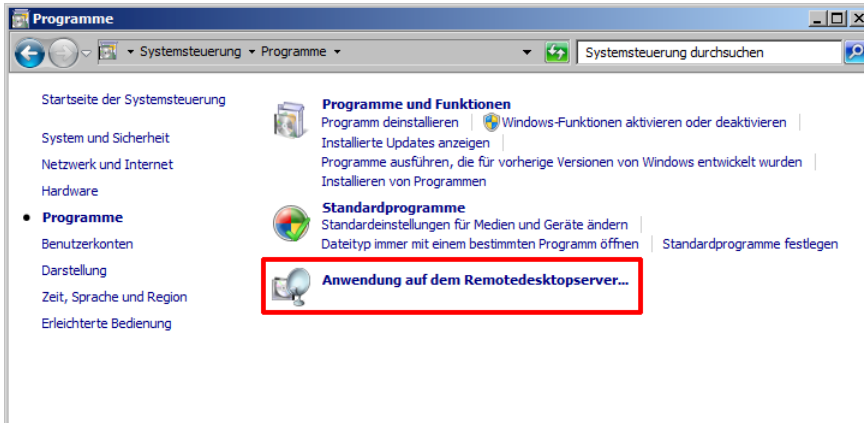 Programme
Systemsteuerung Programme
Systemsteuerung durchsuchen
Startseite der Systemsteuerung
System und Sicherheit
Netzwerk und Internet
Hardware
Programme
Benutzerkonten
Darstellung
Zeit, Sprache und Region
Erleichterte Bedienung
Programme und Funktionen
Programm deinstallieren Windows-Funktionen aktivieren oder deaktivieren
Installierte Updates anzeigen
Programme ausführen, die für vorherige Versionen von Windows entwickelt wurden
Installieren von Programmen
Standardprogramme
Standardeinstellungen für Medien und Geräte ändern
Dateityp immer mit einem bestimmten Programm öffnen Standardprogramme festlegen
Anwendung auf dem Remotedesktopserver...